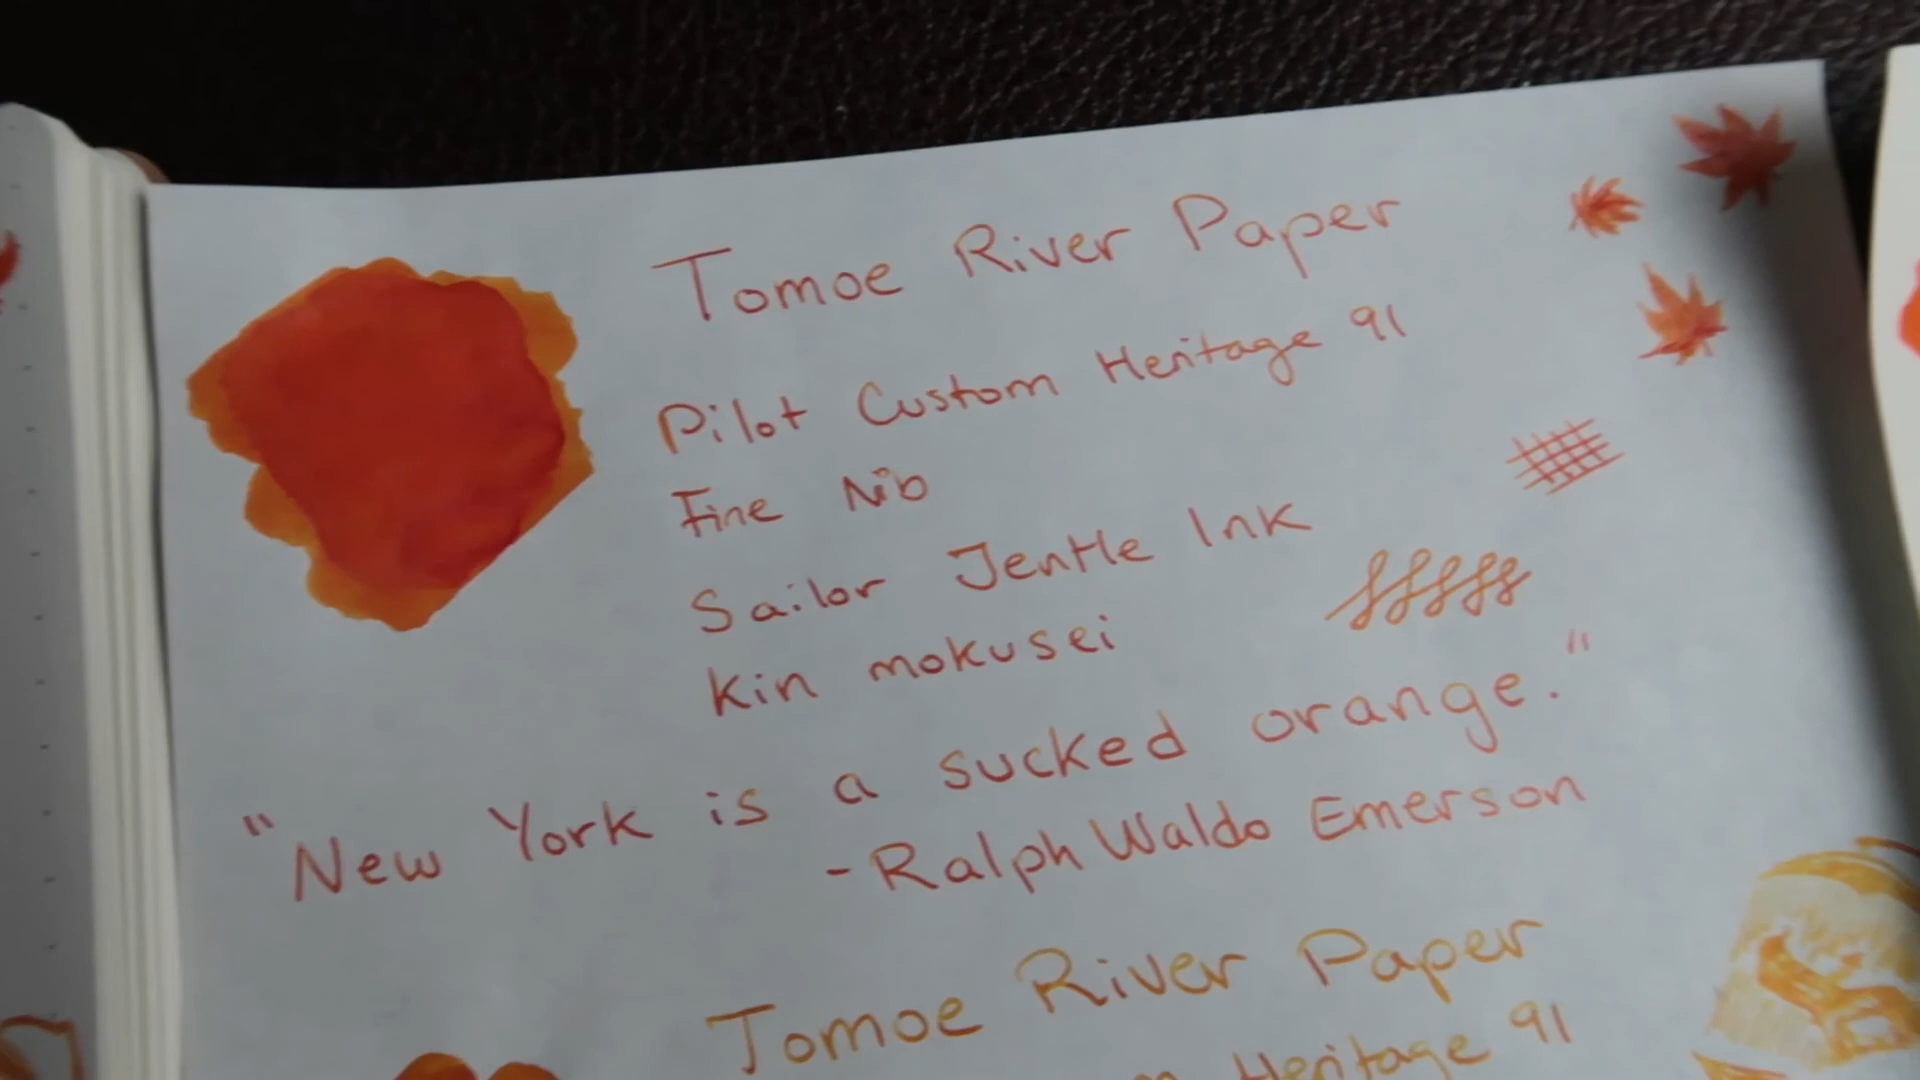 Tomoe River Paper
Pilot Custom Heritage 91
Fine Nib
Sailor Jentle Ink
Kin mokusei
"New York is a sucked orange."
-Ralph Waldo Emerson
Tomoe River Paper
Heritage 91